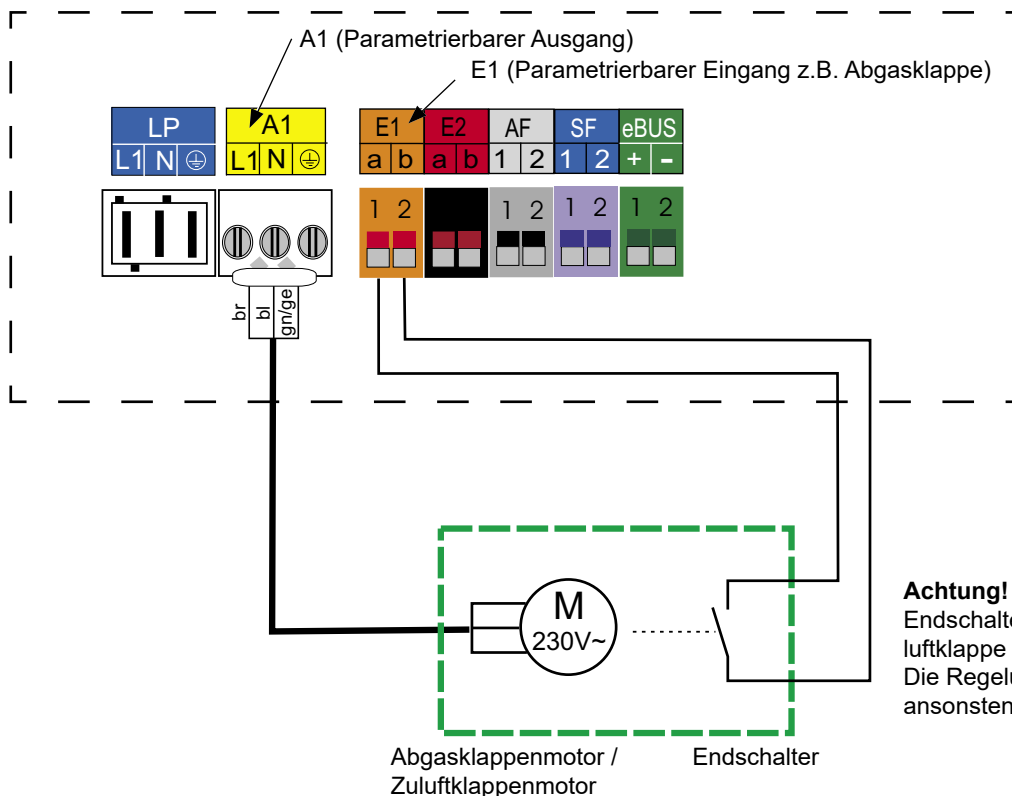 A1 (Parametrierbarer Ausgang)
E1 (Parametrierbarer Eingang z.B. Abgasklappe)
LP A1 E1 E2 AF SF eBUS
L1 N L1 N a b a b 1 2 1 2 + -
1 2 1 2 1 2 1 2
br
bl
gn/ge
M
230V~
Achtung!
luftklappe
ansonsten
Abgasklappenmotor / Endschalter
Zuluftklappenmotor
Die